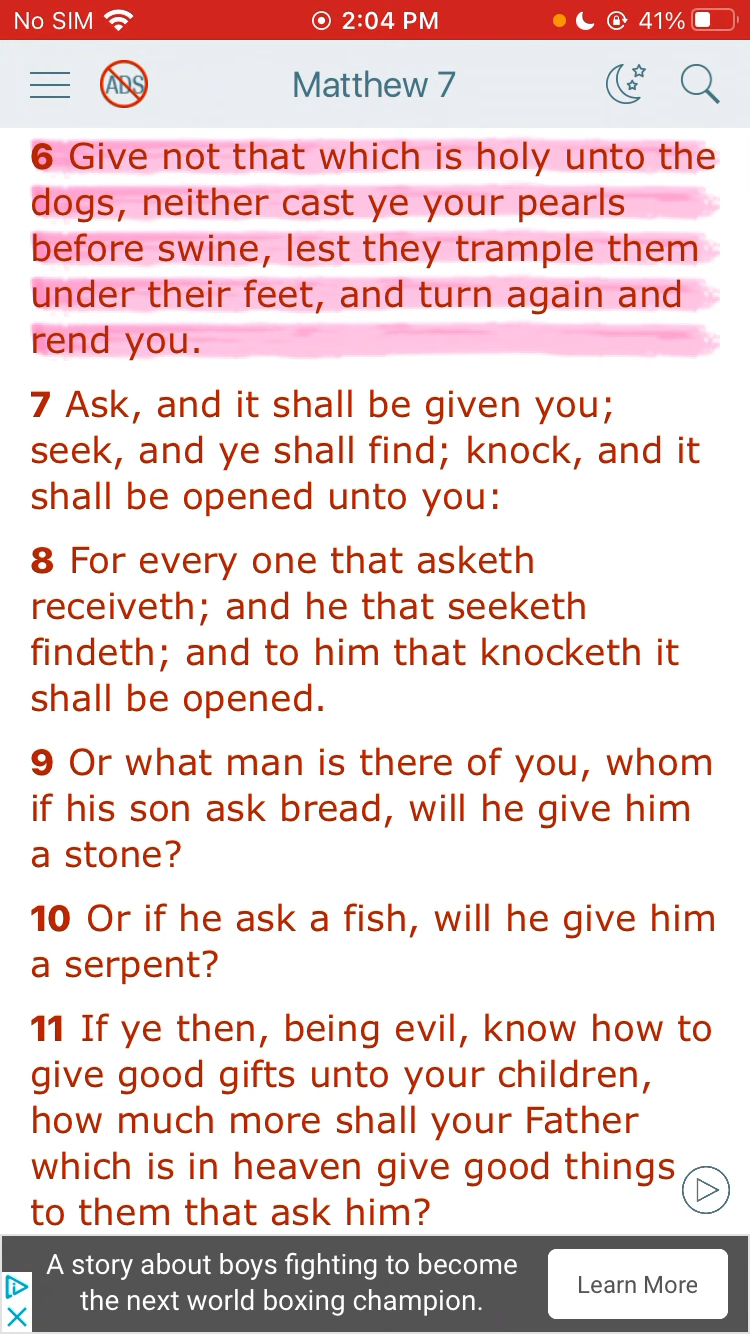 No SIM 2:04 PM 41%
ADS Matthew 7
6 Give not that which is holy unto the
dogs, neither cast ye your pearls
before swine, lest they trample them
under their feet, and turn again and
rend you.
7 Ask, and it shall be given you;
seek, and ye shall find; knock, and it
shall be opened unto you:
8 For every one that asketh
receiveth; and he that seeketh
findeth; and to him that knocketh it
shall be opened.
9 Or what man is there of you, whom
if his son ask bread, will he give him
a stone?
10 Or if he ask a fish, will he give him
a serpent?
11 If ye then, being evil, know how to
give good gifts unto your children,
how much more shall your Father
which is in heaven give good things
to them that ask him?
A story about boys fighting to become
the next world boxing champion.
Learn More